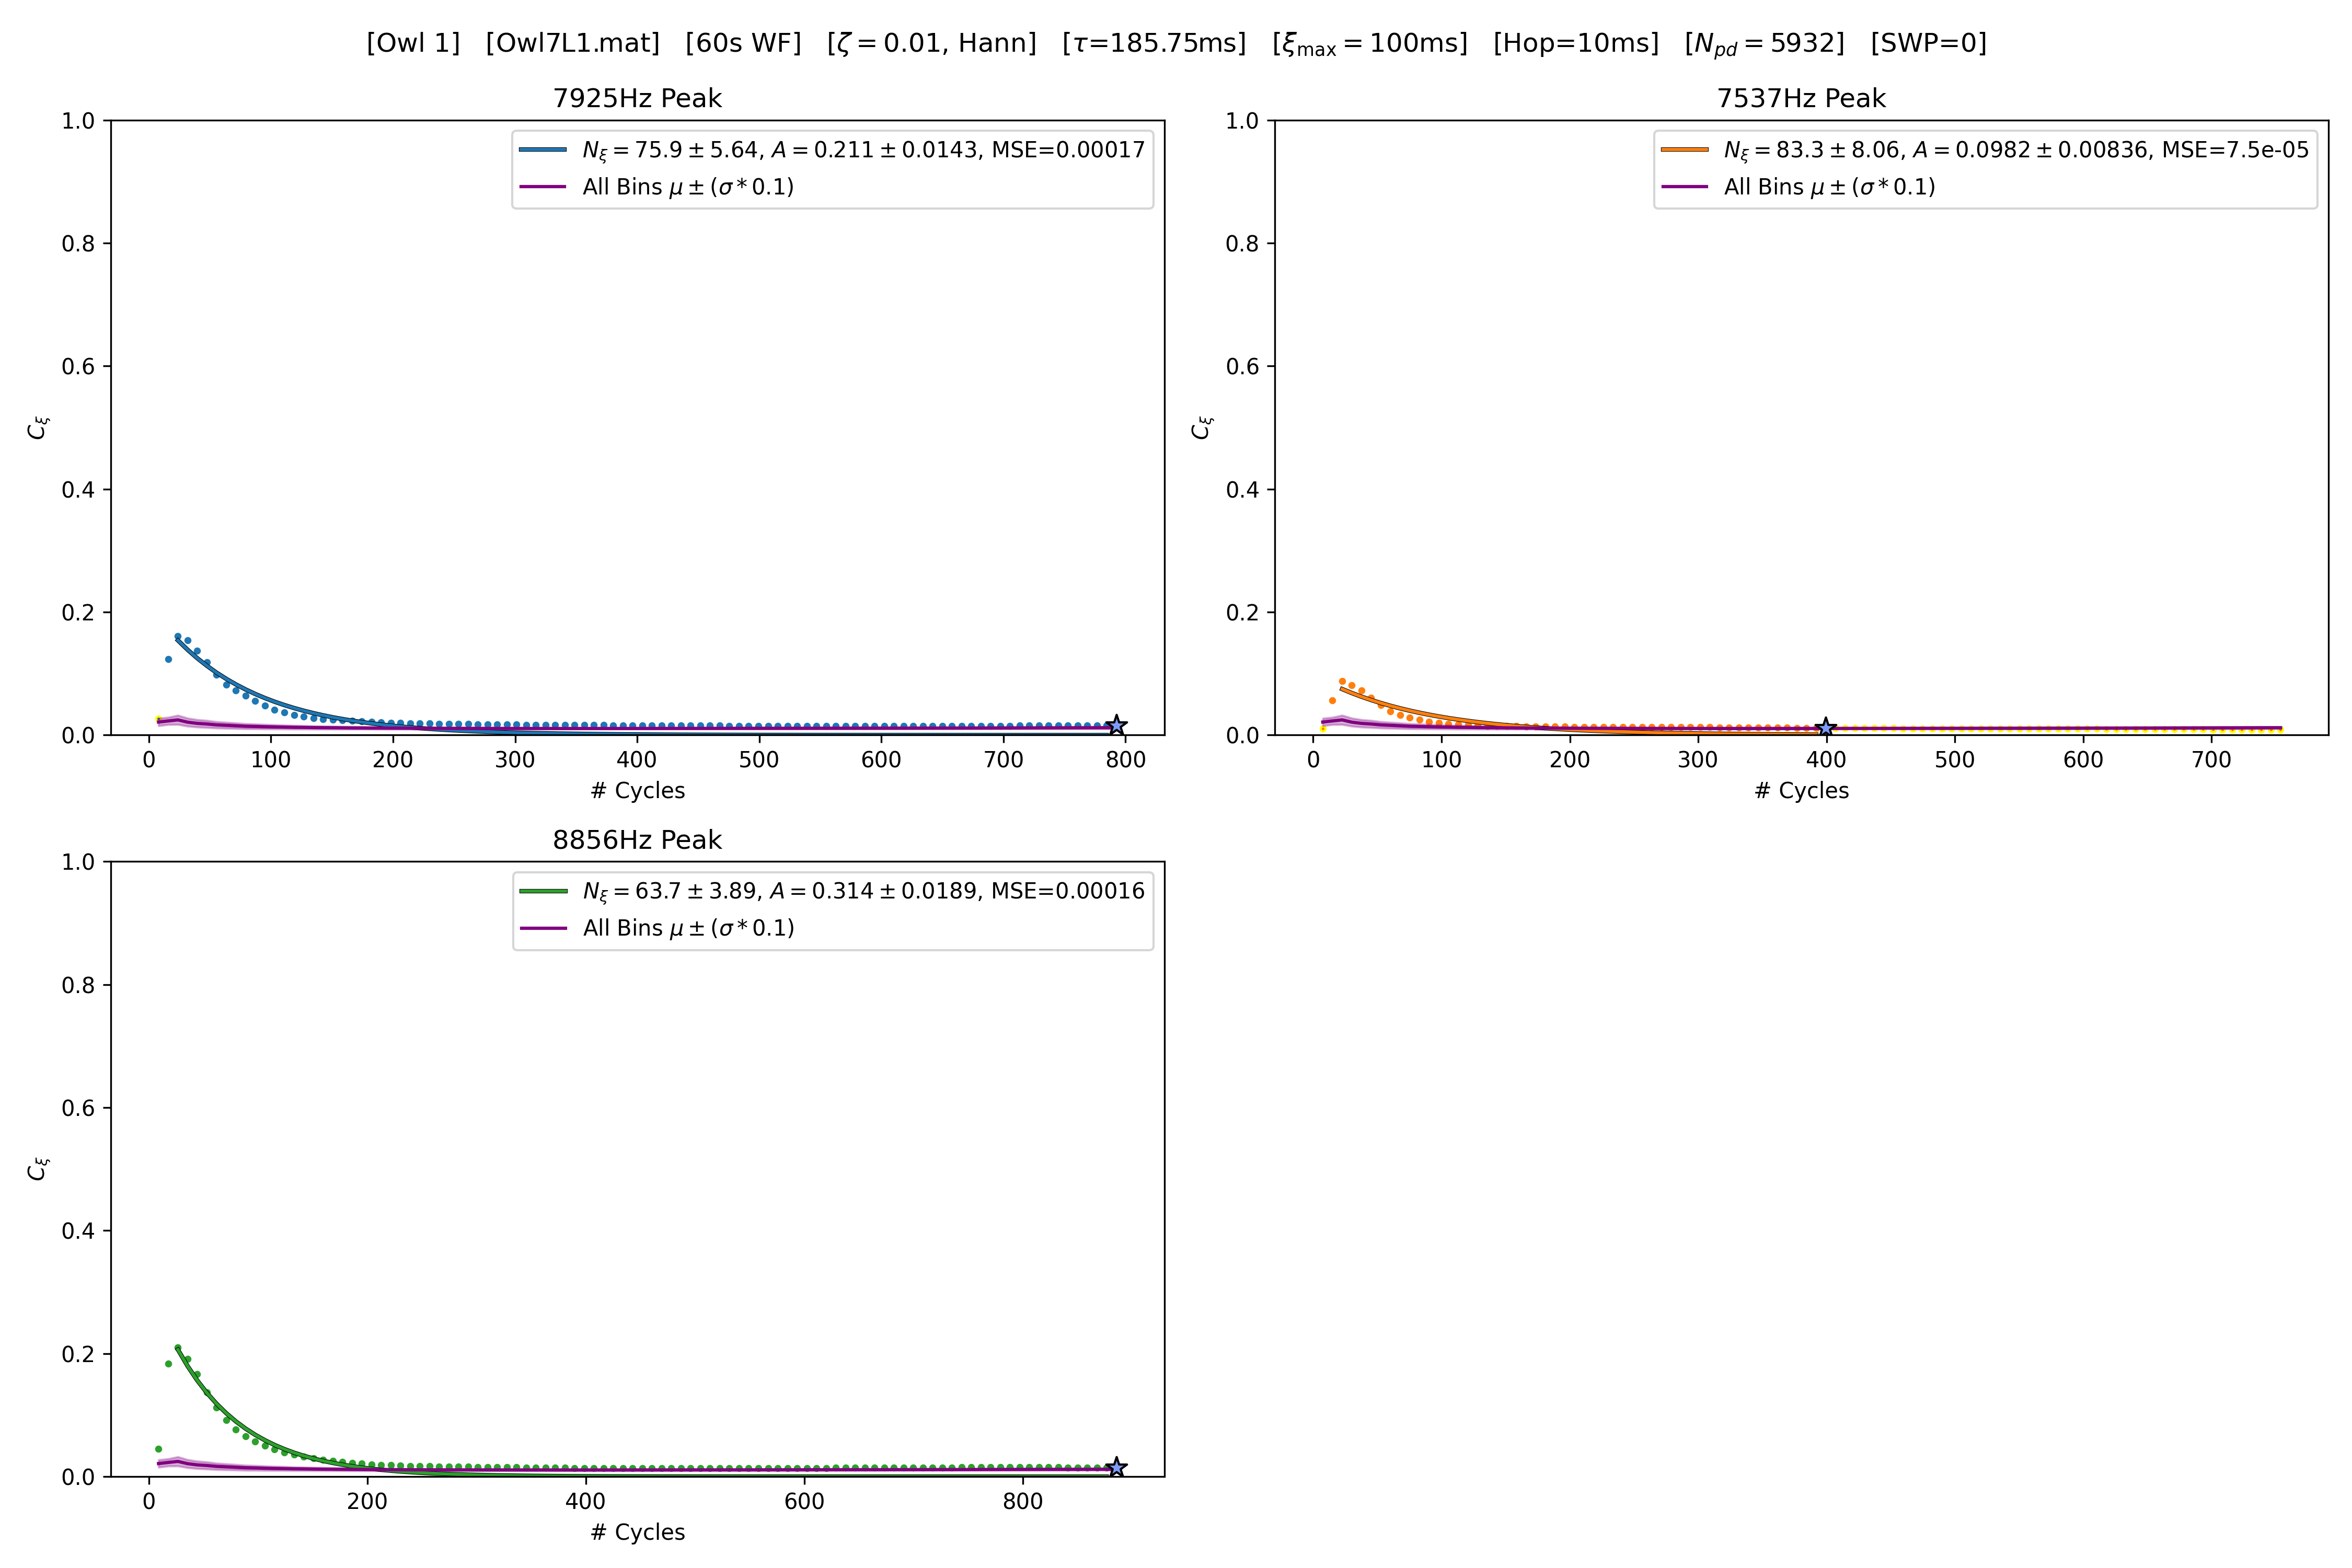 [Owl 1] [Owl7L1.mat] [60s WF] [ζ = 0.01, Hann] [τ=185.75ms] [ξmax = 100ms] [Hop=10ms] [Npd = 5932] [SWP=0]
7925Hz Peak
1.0
0.8
0.6
0.4
0.2
0.0
Cξ
Nξ = 75.9 ± 5.64, A = 0.211 ± 0.0143, MSE=0.00017
All Bins μ ± (σ * 0.1)
0 100 200 300 400 500 600 700 800
# Cycles
7537Hz Peak
1.0
0.8
0.6
0.4
0.2
0.0
Cξ
Nξ = 83.3 ± 8.06, A = 0.0982 ± 0.00836, MSE=7.5e-05
All Bins μ ± (σ * 0.1)
0 100 200 300 400 500 600 700
# Cycles
8856Hz Peak
1.0
0.8
0.6
0.4
0.2
0.0
Cξ
Nξ = 63.7 ± 3.89, A = 0.314 ± 0.0189, MSE=0.00016
All Bins μ ± (σ * 0.1)
0 200 400 600 800
# Cycles